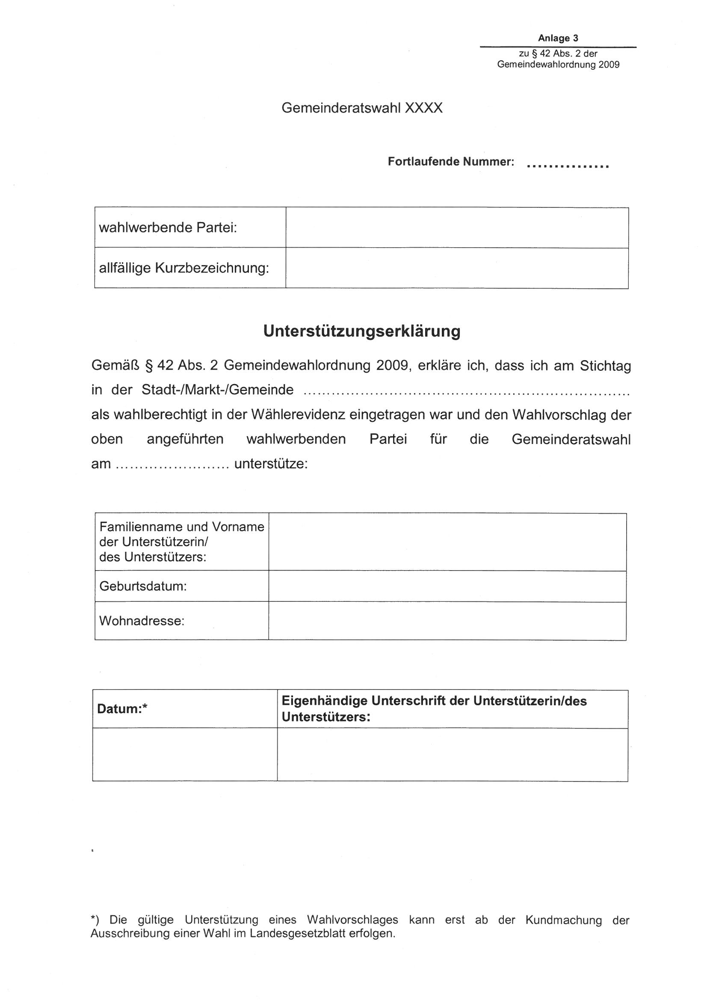 Anlage 3
zu § 42 Abs. 2 der
Gemeindewahlordnung 2009
Gemeinderatswahl XXXX
Fortlaufende Nummer: ...............
wahlwerbende Partei:
allfällige Kurzbezeichnung:
Unterstützungserklärung
Gemäß § 42 Abs. 2 Gemeindewahlordnung 2009, erkläre ich, dass ich am Stichtag
in der Stadt-/Markt-/Gemeinde ......................................................................
als wahlberechtigt in der Wählerevidenz eingetragen war und den Wahlvorschlag der
oben angeführten wahlwerbenden Partei für die Gemeinderatswahl
am ........................ unterstütze:
Familienname und Vorname
der Unterstützerin/
des Unterstützers:
Geburtsdatum:
Wohnadresse:
Datum:*
Eigenhändige Unterschrift der Unterstützerin/des
Unterstützers:
*) Die gültige Unterstützung eines Wahlvorschlages kann erst ab der Kundmachung der
Ausschreibung einer Wahl im Landesgesetzblatt erfolgen.